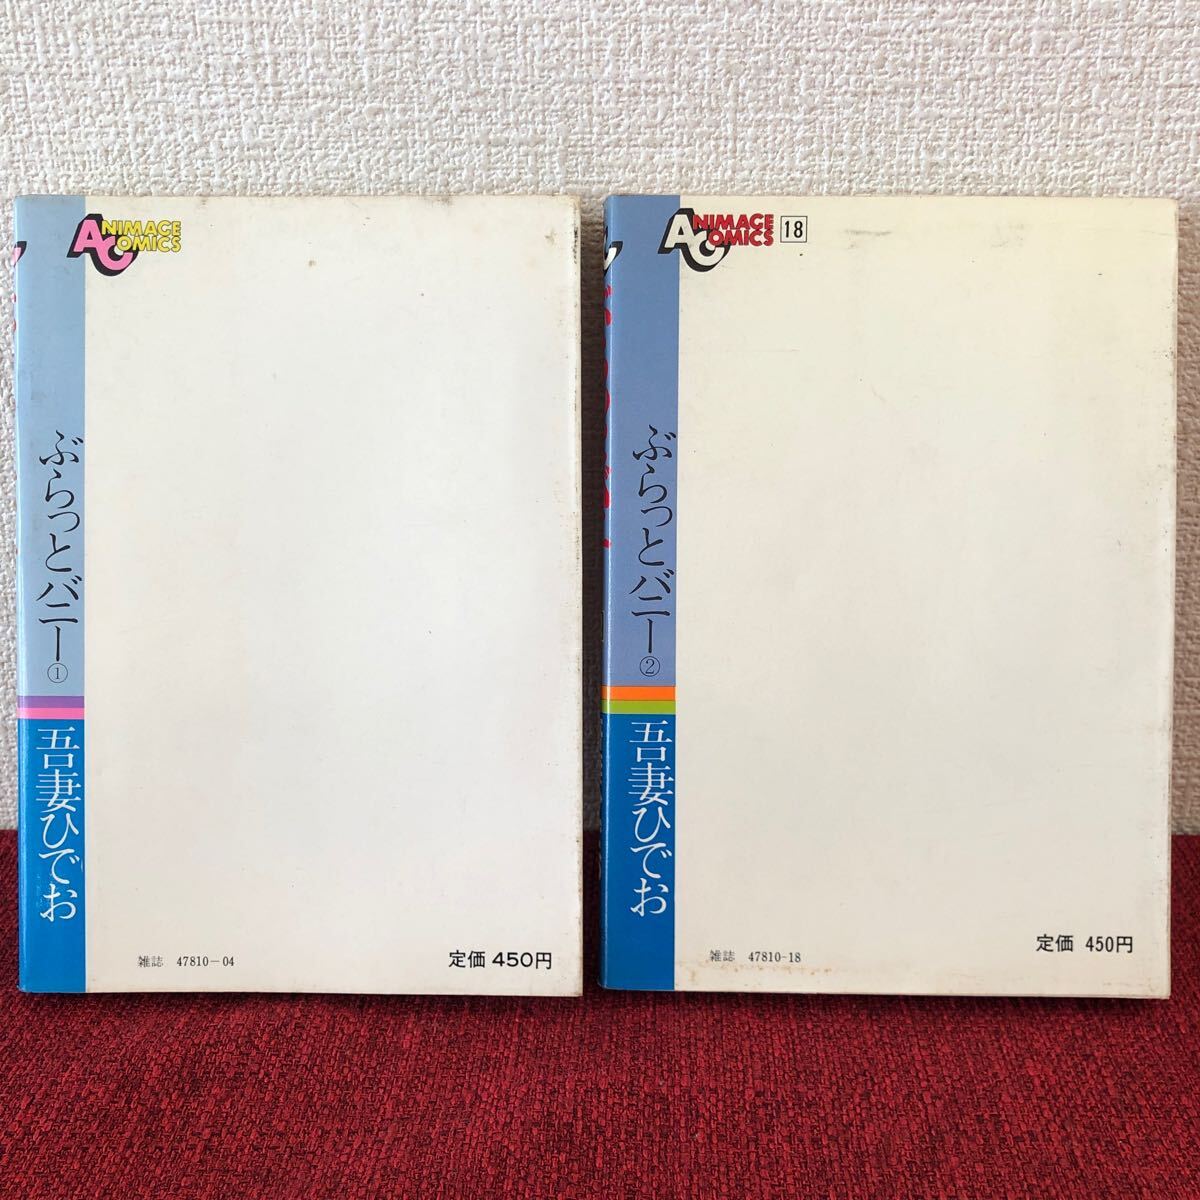 ANIMAGE
COMICS
ぶらっとバニー①
吾妻ひでお
雑誌 47810-04
定価 450円
ANIMAGE
COMICS 18
ぶらっとバニー②
吾妻ひでお
雑誌 47810-18
定価 450円